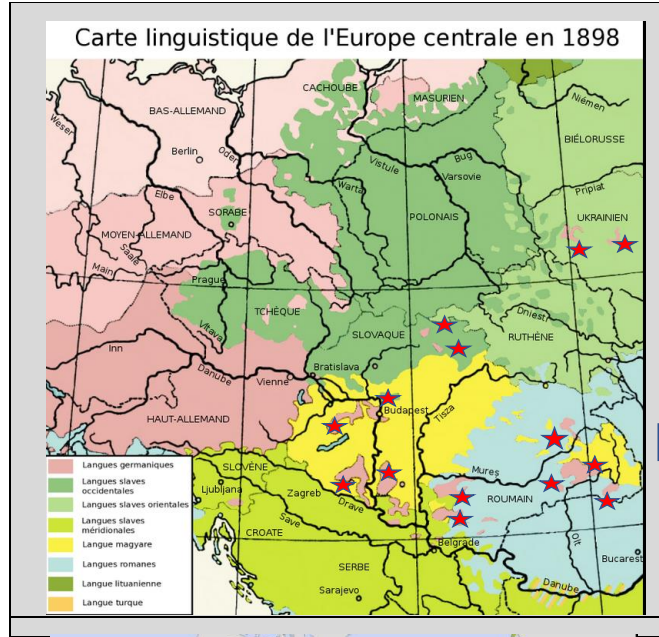 Carte linguistique de l'Europe centrale en 1898
CACHOUBE
MASURIEN
Niémen
BAS-ALLEMAND
Weser
BIÉLORUSSE
Berlin
Oder
Vistule
Bug
Varsovie
Warta
Pripiat
Elbe
SORABE
POLONAIS
UKRAINIEN
MOYEN-ALLEMAND
Saale
Main
Prague
TCHÈQUE
Vltava
SLOVAQUE
RUTHÈNE
Dniestr
Inn
Bratislava
Danube
Vienne
Budapest
Tisza
HAUT-ALLEMAND
SLOVÈNE
Mureș
Ljubljana
Zagreb
Drave
ROUMAIN
Save
CROATE
Belgrade
Olt
Bucarest
SERBE
Danube
Sarajevo
Langues germaniques
Langues slaves
occidentales
Langues slaves orientales
Langues slaves
méridionales
Langue magyare
Langues romanes
Langue lituanienne
Langue turque